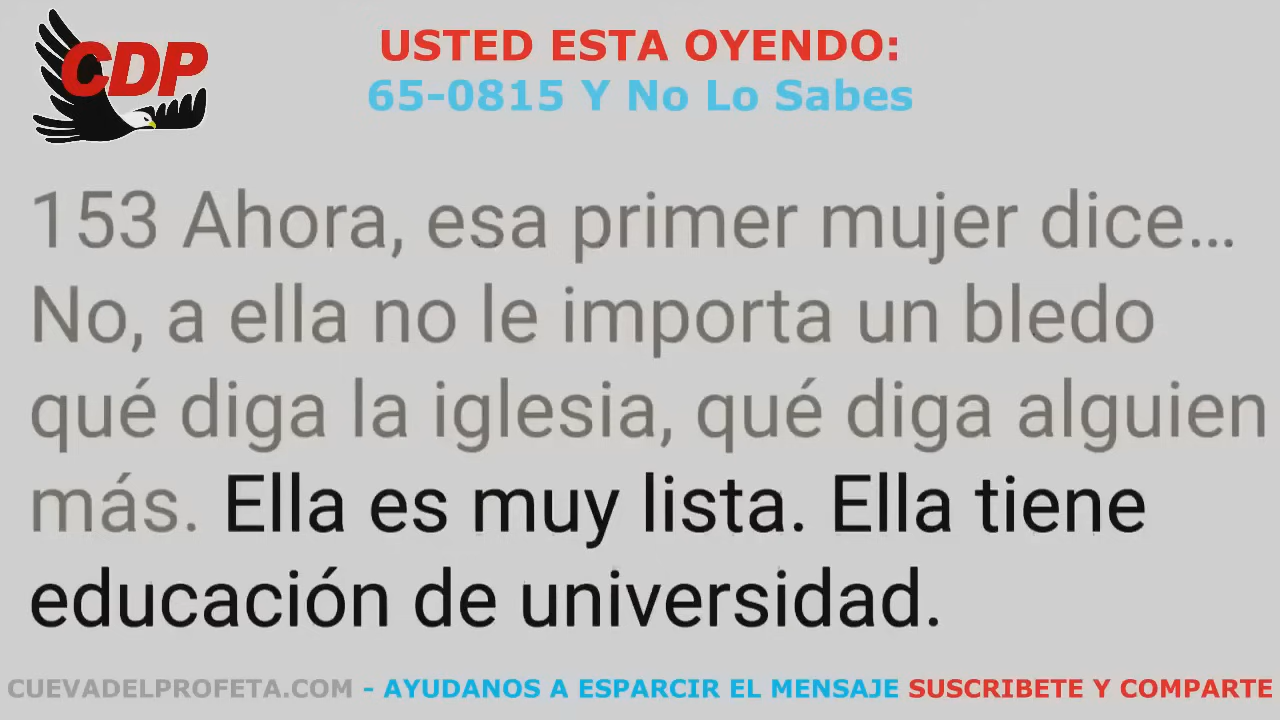 CDP
USTED ESTA OYENDO:
65-0815 Y No Lo Sabes
153 Ahora, esa primer mujer dice...
No, a ella no le importa un bledo
qué diga la iglesia, qué diga alguien
más. Ella es muy lista. Ella tiene
educación de universidad.
CUEVADELPROFETA.COM - AYUDANOS A ESPARCIR EL MENSAJE SUSCRIBETE Y COMPARTE